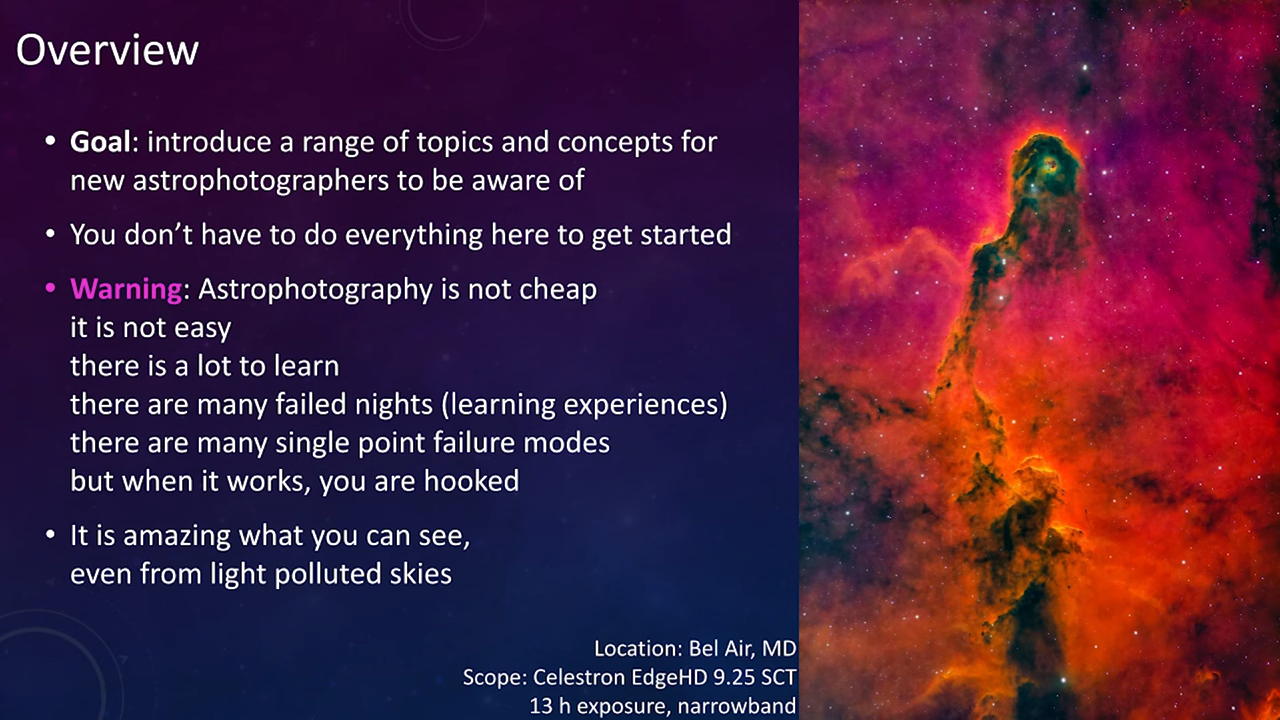 Overview
• Goal: introduce a range of topics and concepts for
new astrophotographers to be aware of
• You don’t have to do everything here to get started
• Warning: Astrophotography is not cheap
it is not easy
there is a lot to learn
there are many failed nights (learning experiences)
there are many single point failure modes
but when it works, you are hooked
• It is amazing what you can see,
even from light polluted skies
Location: Bel Air, MD
Scope: Celestron EdgeHD 9.25 SCT
13 h exposure, narrowband